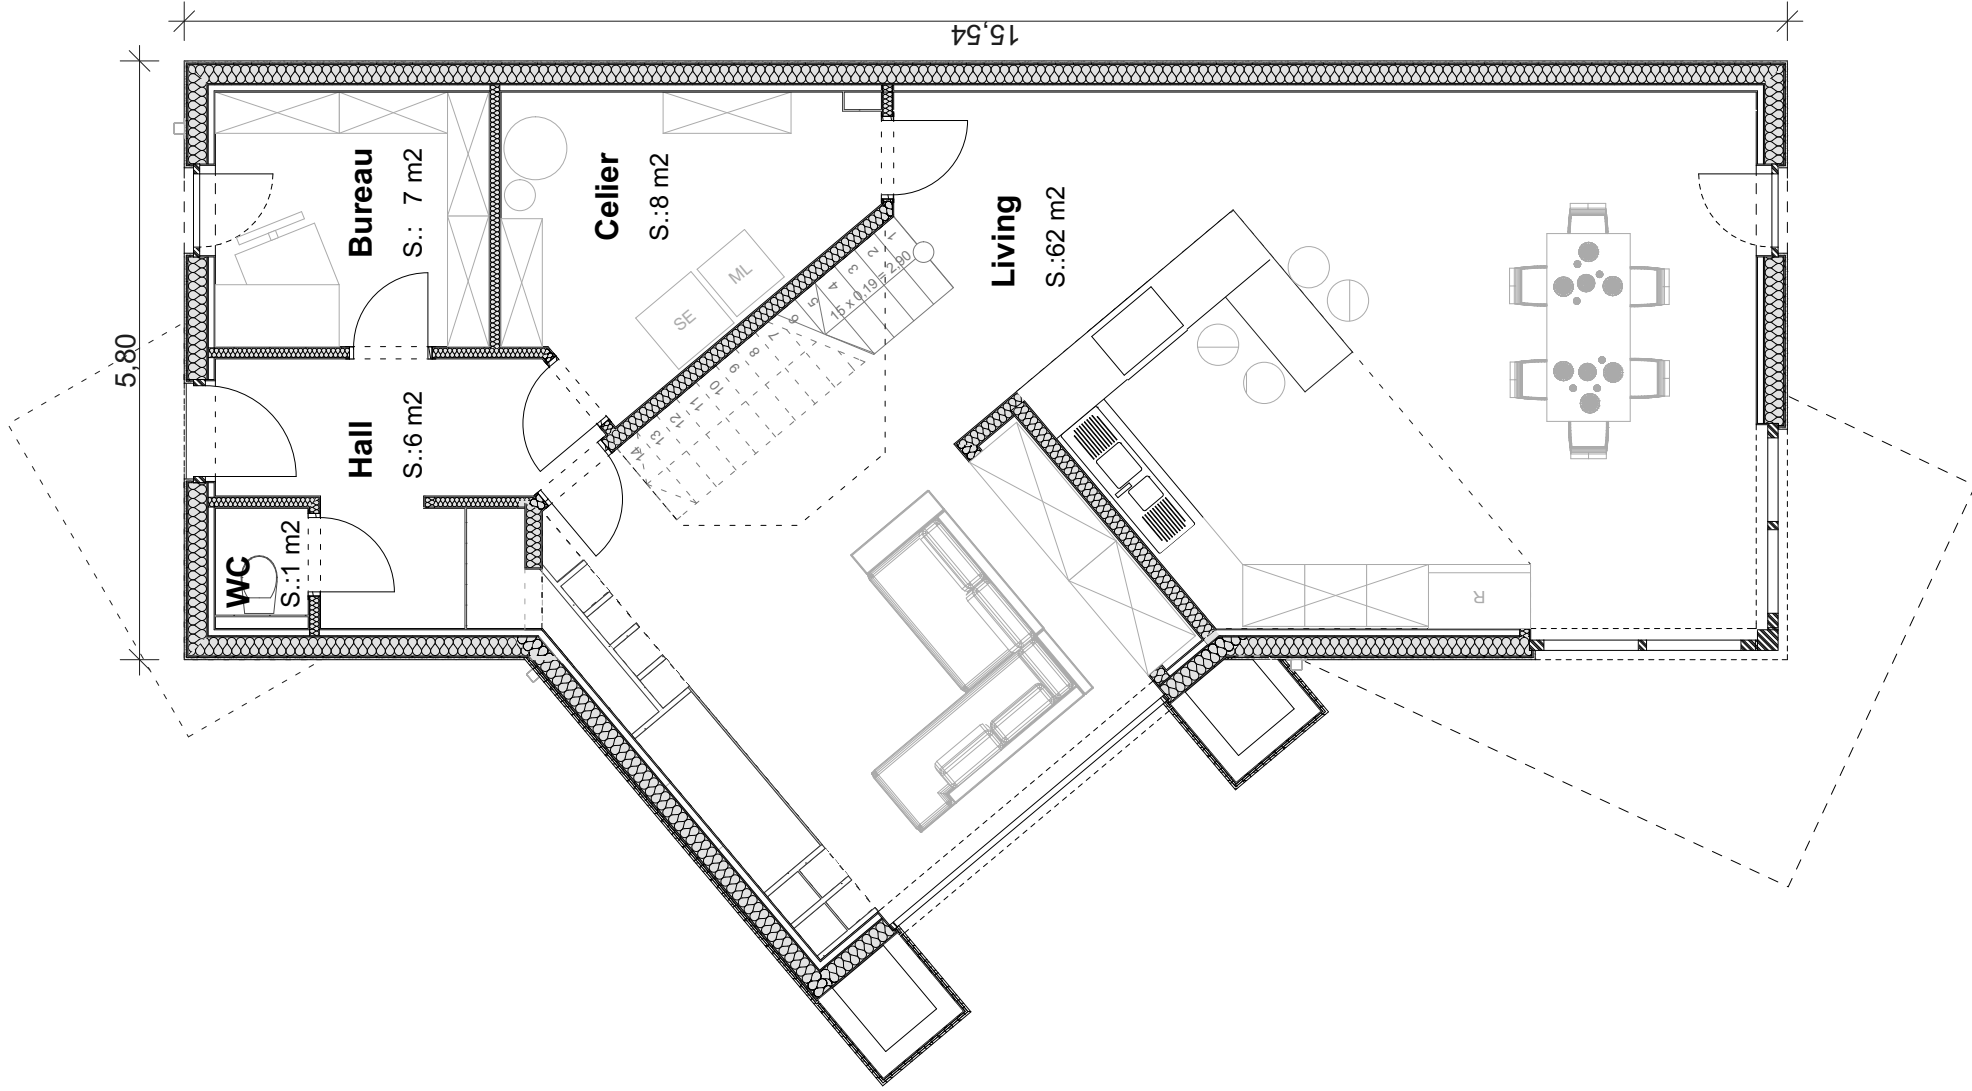 15,54
5,80
Bureau
S.: 7 m2
Celier
S.:8 m2
Living
S.:62 m2
Hall
S.:6 m2
WC
S.:1 m2
SE
ML
15 x 0,19 = 2,90
1
2
3
4
5
6
7
8
9
10
11
12
13
14
R